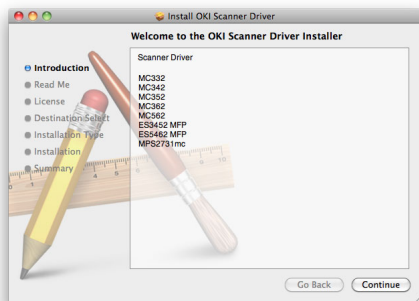 Install OKI Scanner Driver
Welcome to the OKI Scanner Driver Installer
Introduction
Read Me
License
Destination Select
Installation Type
Installation
Summary
Scanner Driver
MC332
MC342
MC352
MC362
MC562
ES3452 MFP
ES5462 MFP
MPS2731mc
Go Back
Continue